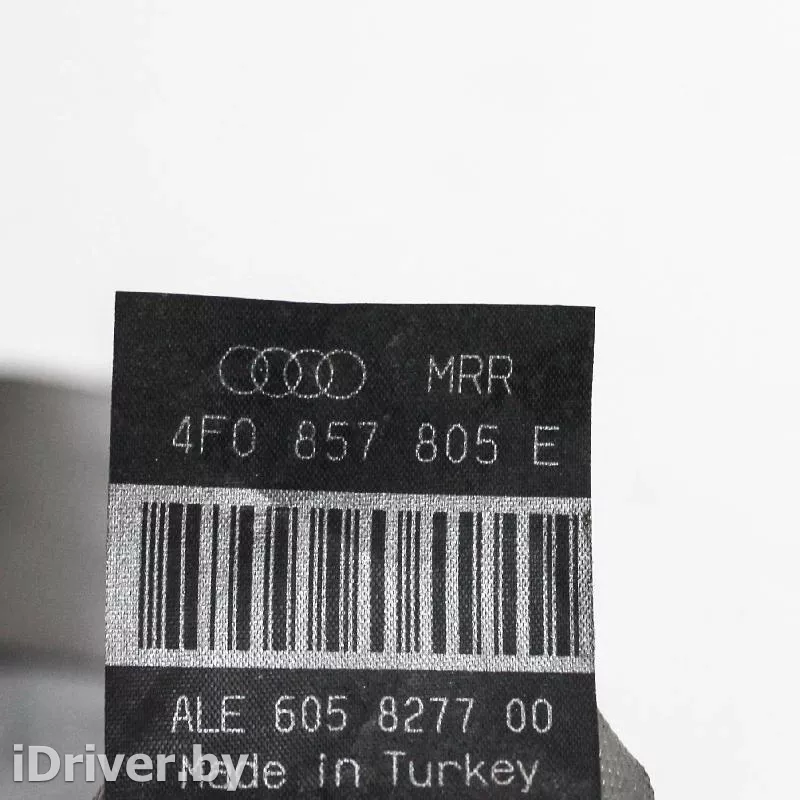 MRR
4F0 857 805 E
ALE 605 8277 00
Made in Turkey
iDriver.by